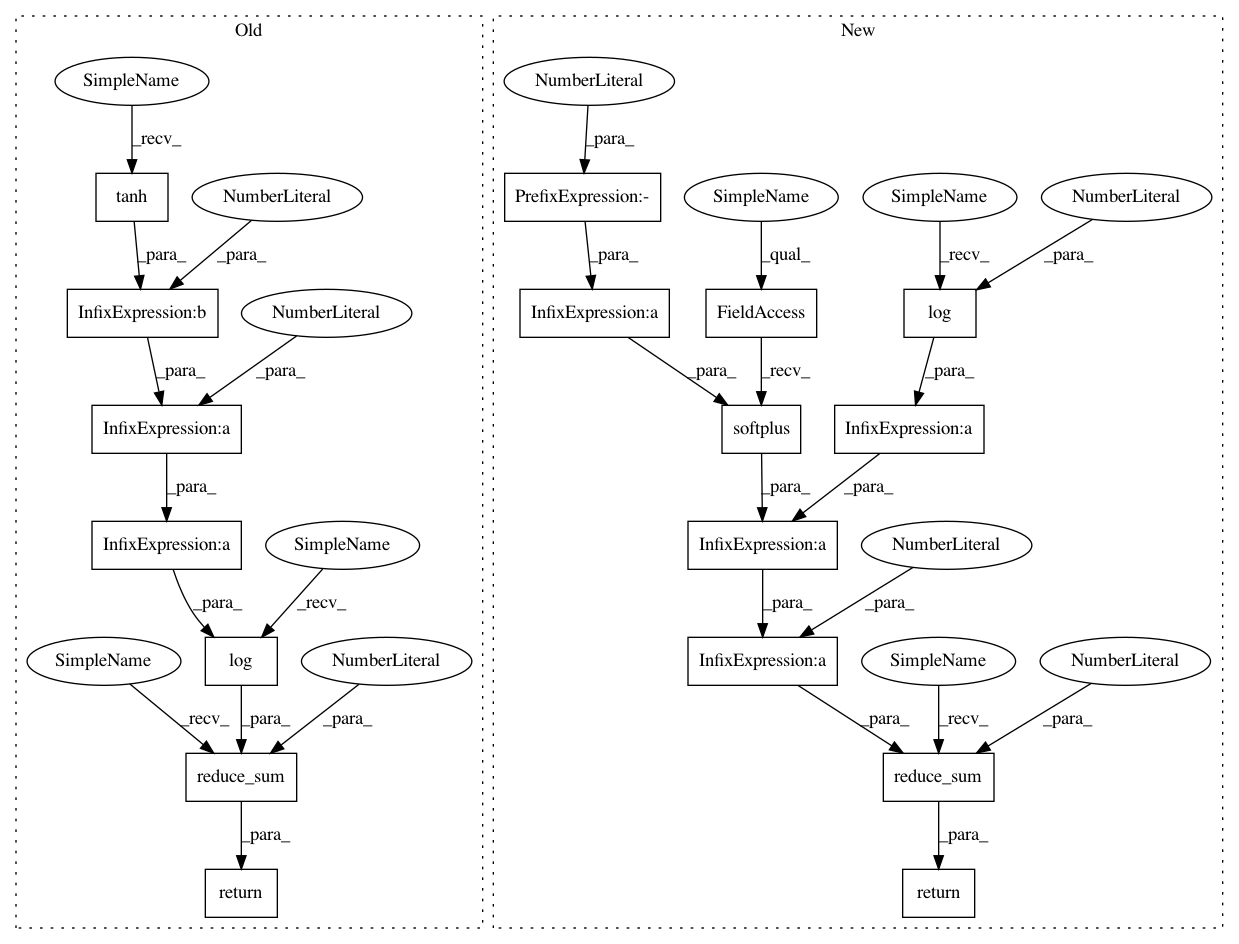 Old
New
SimpleName
NumberLiteral
_recv_
_para_
tanh
NumberLiteral
PrefixExpression:-
SimpleName
SimpleName
NumberLiteral
_para_
_para_
_para_
_qual_
_recv_
_para_
InfixExpression:b
NumberLiteral
InfixExpression:a
FieldAccess
log
_para_
_para_
_para_
_recv_
_para_
InfixExpression:a
softplus
InfixExpression:a
_para_
_para_
_para_
InfixExpression:a
SimpleName
InfixExpression:a
NumberLiteral
_para_
_recv_
_para_
_para_
SimpleName
log
NumberLiteral
InfixExpression:a
SimpleName
NumberLiteral
_recv_
_para_
_para_
_para_
_recv_
_para_
reduce_sum
reduce_sum
_para_
_para_
return
return